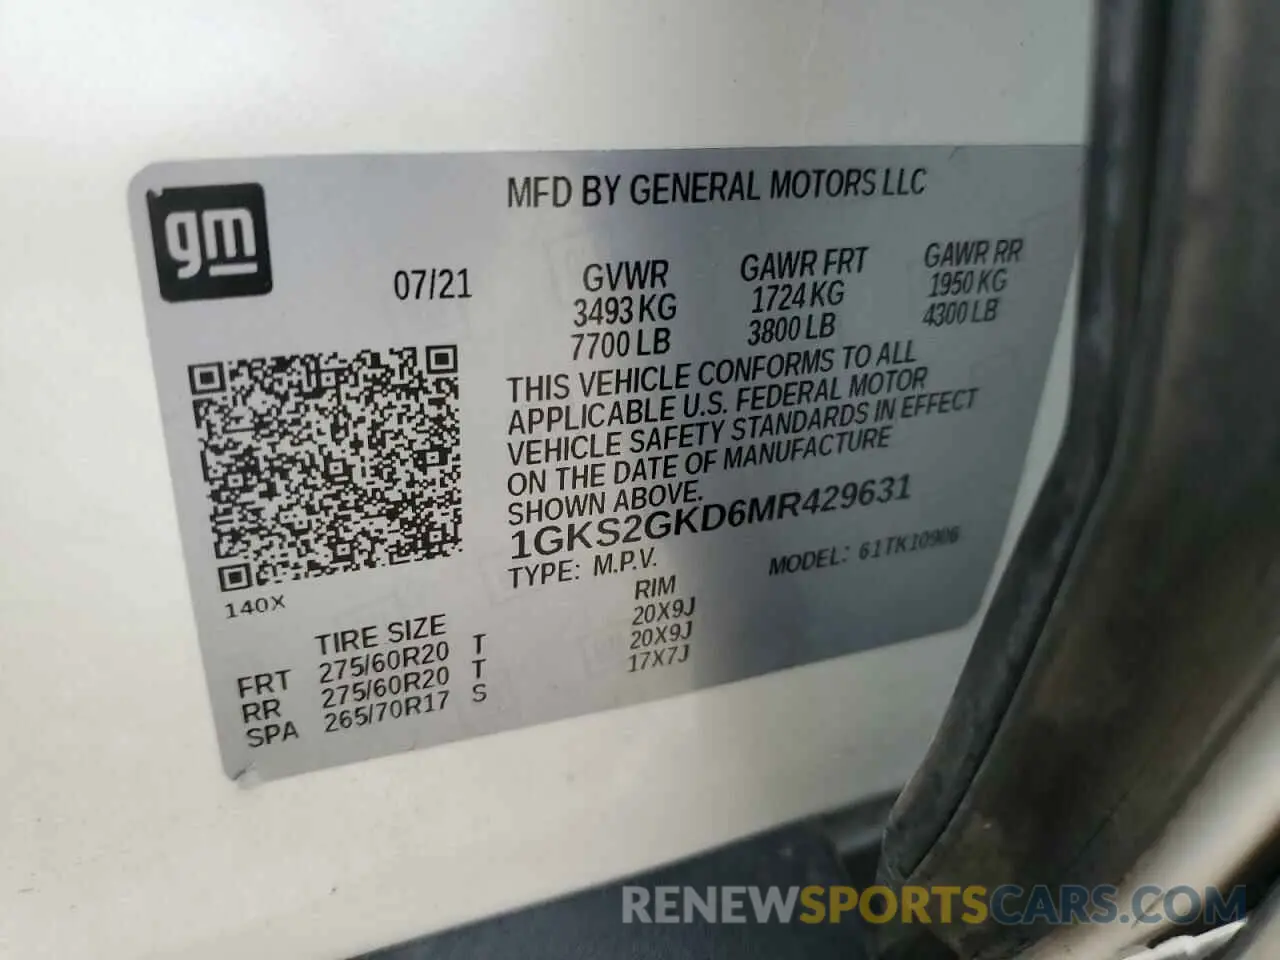 gm
MFD BY GENERAL MOTORS LLC
07/21
GVWR
3493 KG
7700 LB
GAWR FRT
1724 KG
3800 LB
GAWR RR
1950 KG
4300 LB
THIS VEHICLE CONFORMS TO ALL
APPLICABLE U.S. FEDERAL MOTOR
VEHICLE SAFETY STANDARDS IN EFFECT
ON THE DATE OF MANUFACTURE
SHOWN ABOVE.
1GKS2GKD6MR429631
TYPE: M.P.V.
MODEL: 61TK10906
140X
TIRE SIZE RIM
FRT 275/60R20 T 20X9J
RR 275/60R20 T 20X9J
SPA 265/70R17 S 17X7J
RENEWSPORTSCARS.COM